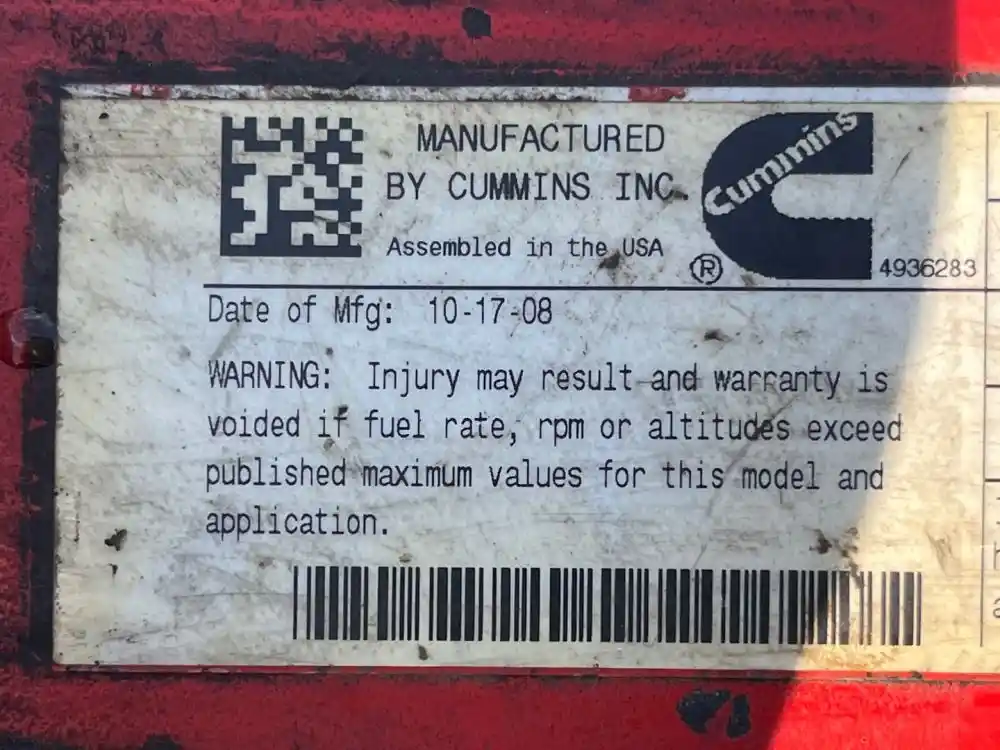 MANUFACTURED
BY CUMMINS INC.
Assembled in the USA
Cummins
®
4936283
Date of Mfg: 10-17-08
WARNING: Injury may result and warranty is
voided if fuel rate, rpm or altitudes exceed
published maximum values for this model and
application.